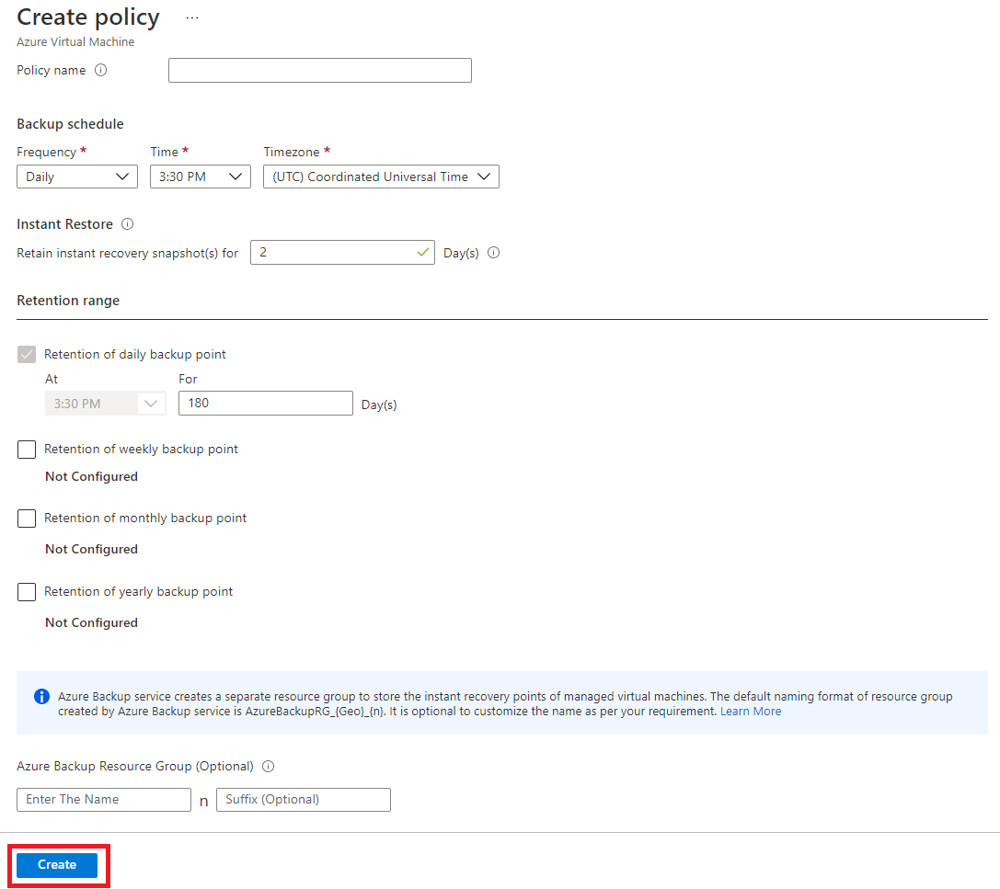 Create policy ...
Azure Virtual Machine
Policy name
Backup schedule
Frequency * Time * Timezone *
Daily 3:30 PM (UTC) Coordinated Universal Time
Instant Restore
Retain instant recovery snapshot(s) for 2 Day(s)
Retention range
Retention of daily backup point
At For
3:30 PM 180 Day(s)
Retention of weekly backup point
Not Configured
Retention of monthly backup point
Not Configured
Retention of yearly backup point
Not Configured
Azure Backup service creates a separate resource group to store the instant recovery points of managed virtual machines. The default naming format of resource group
created by Azure Backup service is AzureBackupRG_{Geo}_{n}. It is optional to customize the name as per your requirement. Learn More
Azure Backup Resource Group (Optional)
Enter The Name n Suffix (Optional)
Create